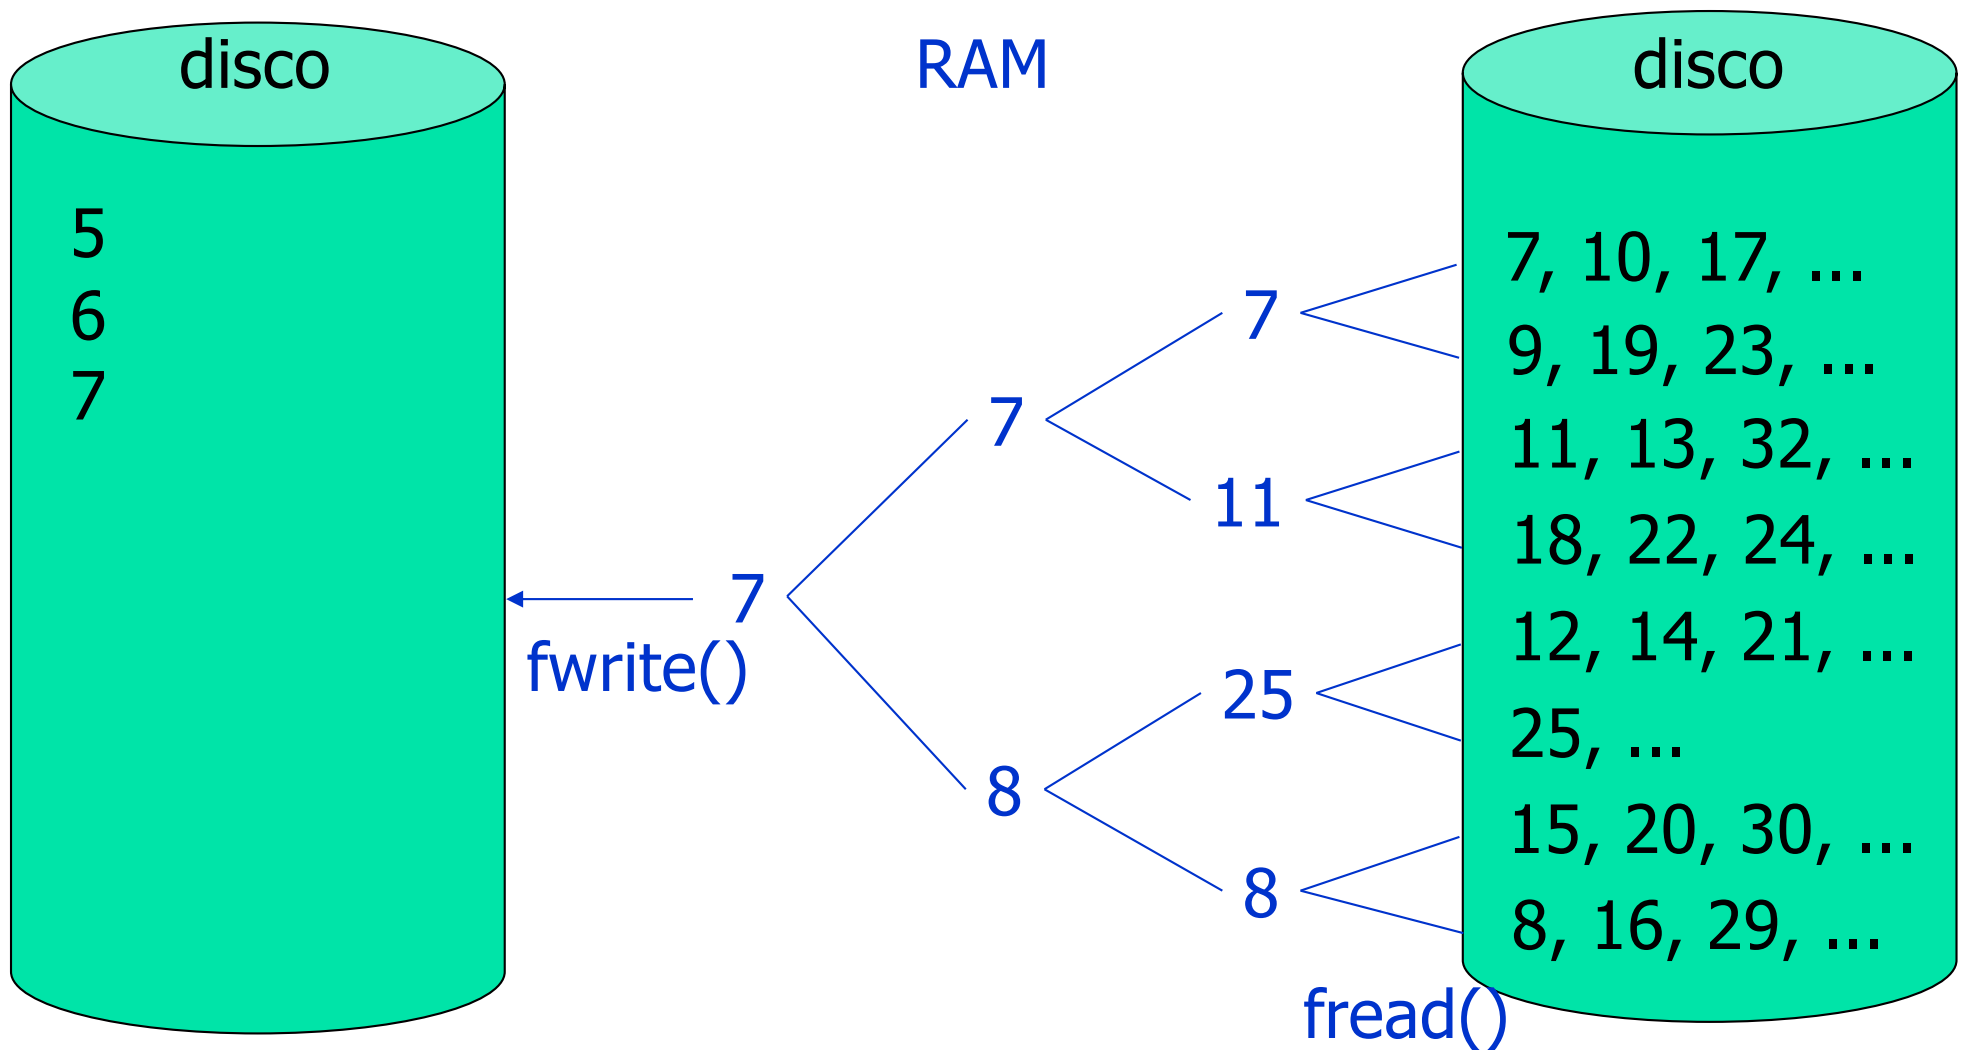 disco
RAM
disco
5
6
7
7
fwrite()
7
8
7
11
25
8
7, 10, 17, ...
9, 19, 23, ...
11, 13, 32, ...
18, 22, 24, ...
12, 14, 21, ...
25, ...
15, 20, 30, ...
8, 16, 29, ...
fread()